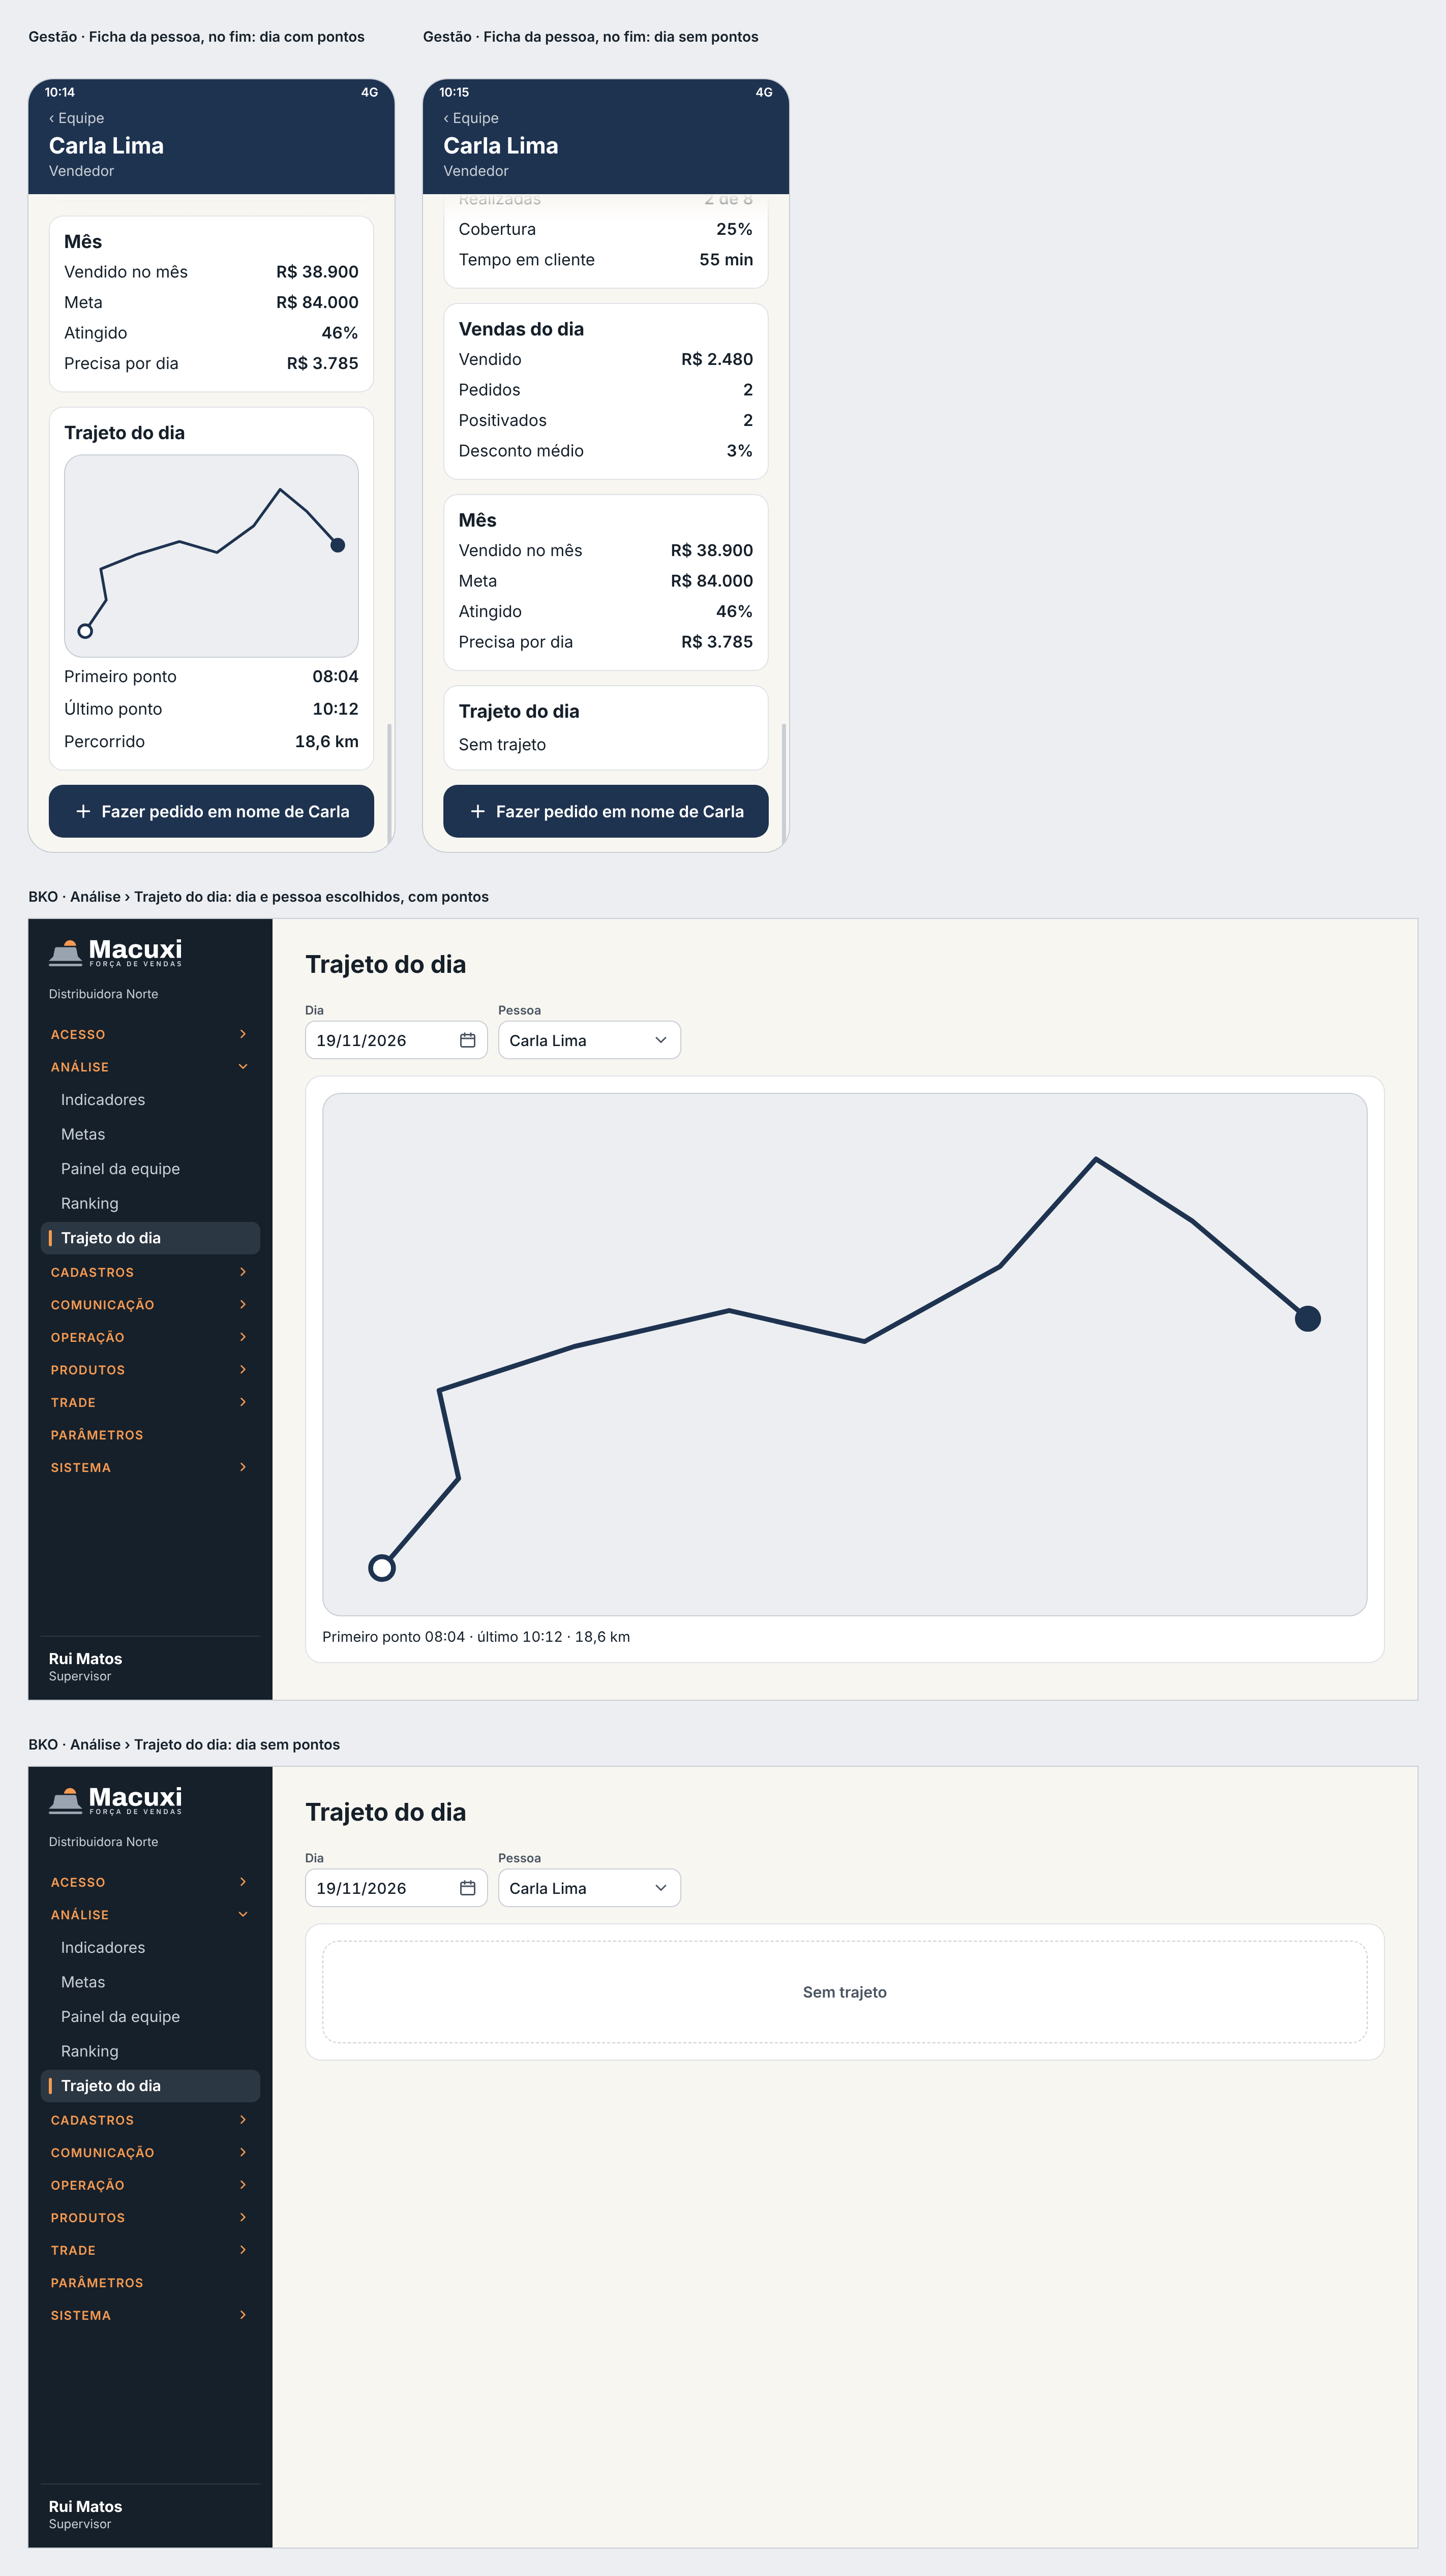 Gestão · Ficha da pessoa, no fim: dia com pontos
10:14 4G
‹ Equipe
Carla Lima
Vendedor
Mês
Vendido no mês R$ 38.900
Meta R$ 84.000
Atingido 46%
Precisa por dia R$ 3.785
Trajeto do dia
Primeiro ponto 08:04
Último ponto 10:12
Percorrido 18,6 km
+ Fazer pedido em nome de Carla
Gestão · Ficha da pessoa, no fim: dia sem pontos
10:15 4G
‹ Equipe
Carla Lima
Vendedor
Realizadas 2 de 8
Cobertura 25%
Tempo em cliente 55 min
Vendas do dia
Vendido R$ 2.480
Pedidos 2
Positivados 2
Desconto médio 3%
Mês
Vendido no mês R$ 38.900
Meta R$ 84.000
Atingido 46%
Precisa por dia R$ 3.785
Trajeto do dia
Sem trajeto
+ Fazer pedido em nome de Carla
BKO · Análise › Trajeto do dia: dia e pessoa escolhidos, com pontos
Macuxi
FORÇA DE VENDAS
Distribuidora Norte
ACESSO
ANÁLISE
Indicadores
Metas
Painel da equipe
Ranking
Trajeto do dia
CADASTROS
COMUNICAÇÃO
OPERAÇÃO
PRODUTOS
TRADE
PARÂMETROS
SISTEMA
Rui Matos
Supervisor
Trajeto do dia
Dia Pessoa
19/11/2026 Carla Lima
Primeiro ponto 08:04 · último 10:12 · 18,6 km
BKO · Análise › Trajeto do dia: dia sem pontos
Macuxi
FORÇA DE VENDAS
Distribuidora Norte
ACESSO
ANÁLISE
Indicadores
Metas
Painel da equipe
Ranking
Trajeto do dia
CADASTROS
COMUNICAÇÃO
OPERAÇÃO
PRODUTOS
TRADE
PARÂMETROS
SISTEMA
Rui Matos
Supervisor
Trajeto do dia
Dia Pessoa
19/11/2026 Carla Lima
Sem trajeto